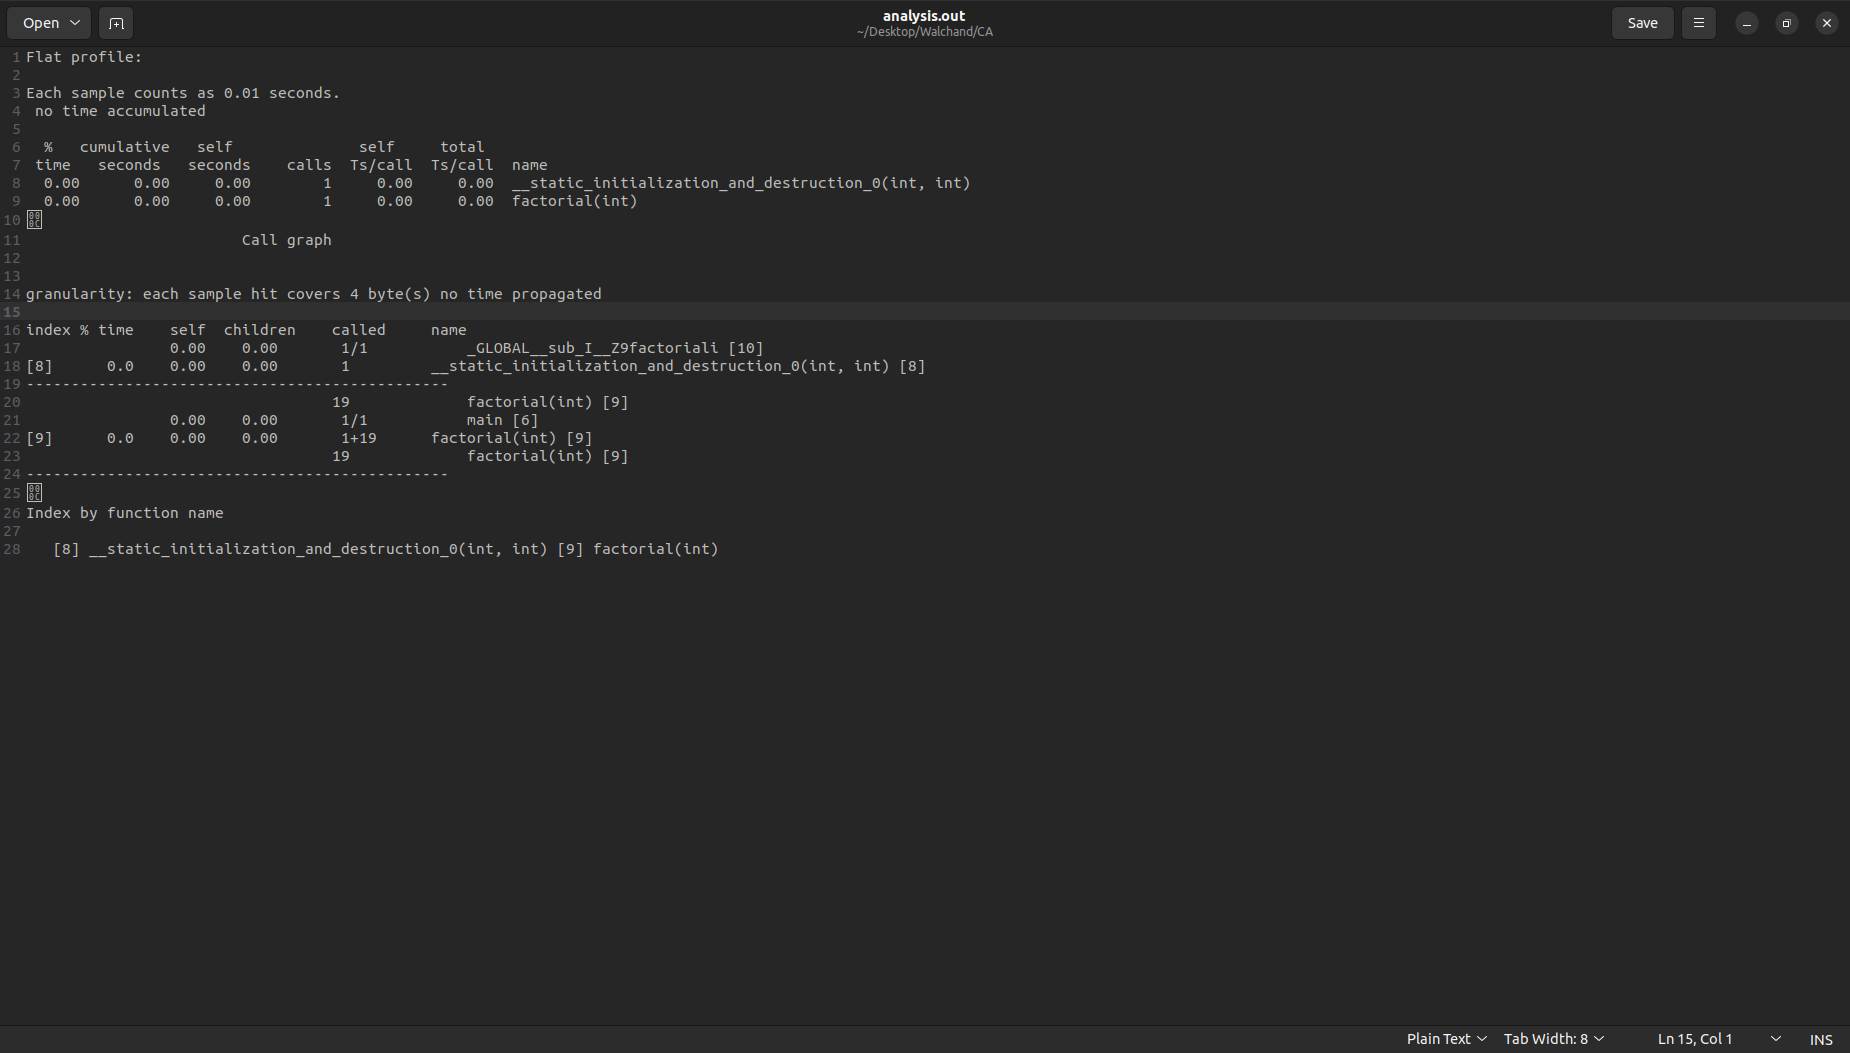 Open
analysis.out
~/Desktop/Walchand/CA
Save
1 Flat profile:
2
3 Each sample counts as 0.01 seconds.
4  no time accumulated
5
6   %   cumulative   self              self     total
7  time   seconds   seconds    calls  Ts/call  Ts/call  name
8   0.00      0.00     0.00        1     0.00     0.00  __static_initialization_and_destruction_0(int, int)
9   0.00      0.00     0.00        1     0.00     0.00  factorial(int)
10 000C
11                         Call graph
12
13
14 granularity: each sample hit covers 4 byte(s) no time propagated
15
16 index % time    self  children    called     name
17                 0.00    0.00       1/1           _GLOBAL__sub_I__Z9factoriali [10]
18 [8]      0.0    0.00    0.00       1         __static_initialization_and_destruction_0(int, int) [8]
19 -----------------------------------------------
20                                   19             factorial(int) [9]
21                 0.00    0.00       1/1           main [6]
22 [9]      0.0    0.00    0.00       1+19      factorial(int) [9]
23                                   19             factorial(int) [9]
24 -----------------------------------------------
25 000C
26 Index by function name
27
28    [8] __static_initialization_and_destruction_0(int, int) [9] factorial(int)
Plain Text Tab Width: 8 Ln 15, Col 1 INS